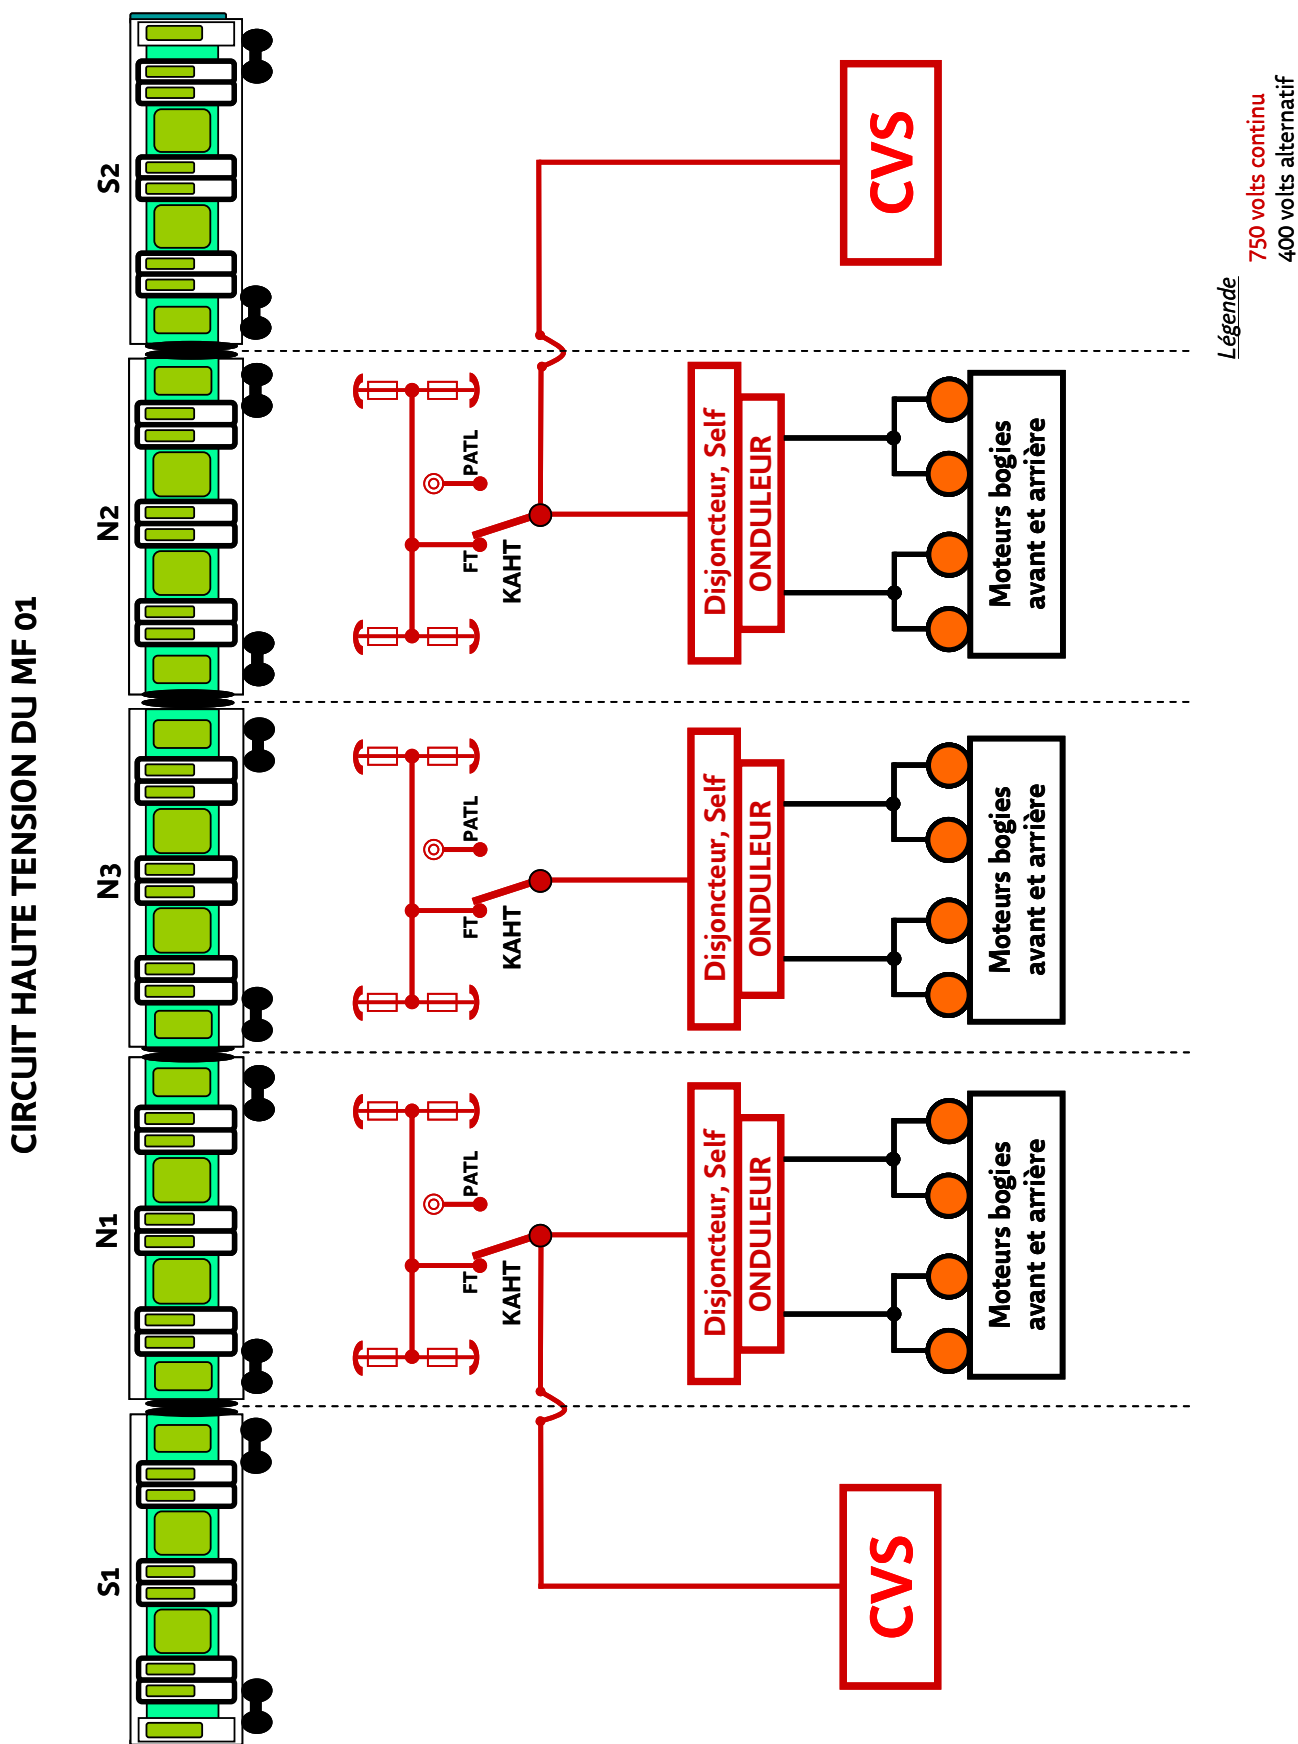 CIRCUIT HAUTE TENSION DU MF 01
S1
N1
N3
N2
S2
FT
PATL
KAHT
FT
PATL
KAHT
FT
PATL
KAHT
CVS
Disjoncteur, Self
ONDULEUR
Disjoncteur, Self
ONDULEUR
Disjoncteur, Self
ONDULEUR
CVS
Moteurs bogies
avant et arrière
Moteurs bogies
avant et arrière
Moteurs bogies
avant et arrière
Légende
750 volts continu
400 volts alternatif